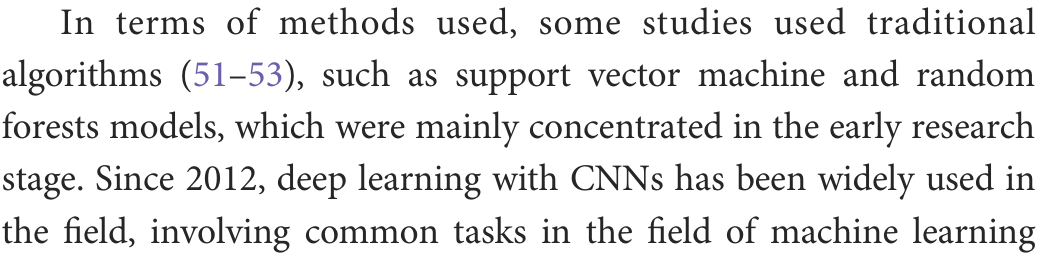 In terms of methods used, some studies used traditional
algorithms (51–53), such as support vector machine and random
forests models, which were mainly concentrated in the early research
stage. Since 2012, deep learning with CNNs has been widely used in
the field, involving common tasks in the field of machine learning